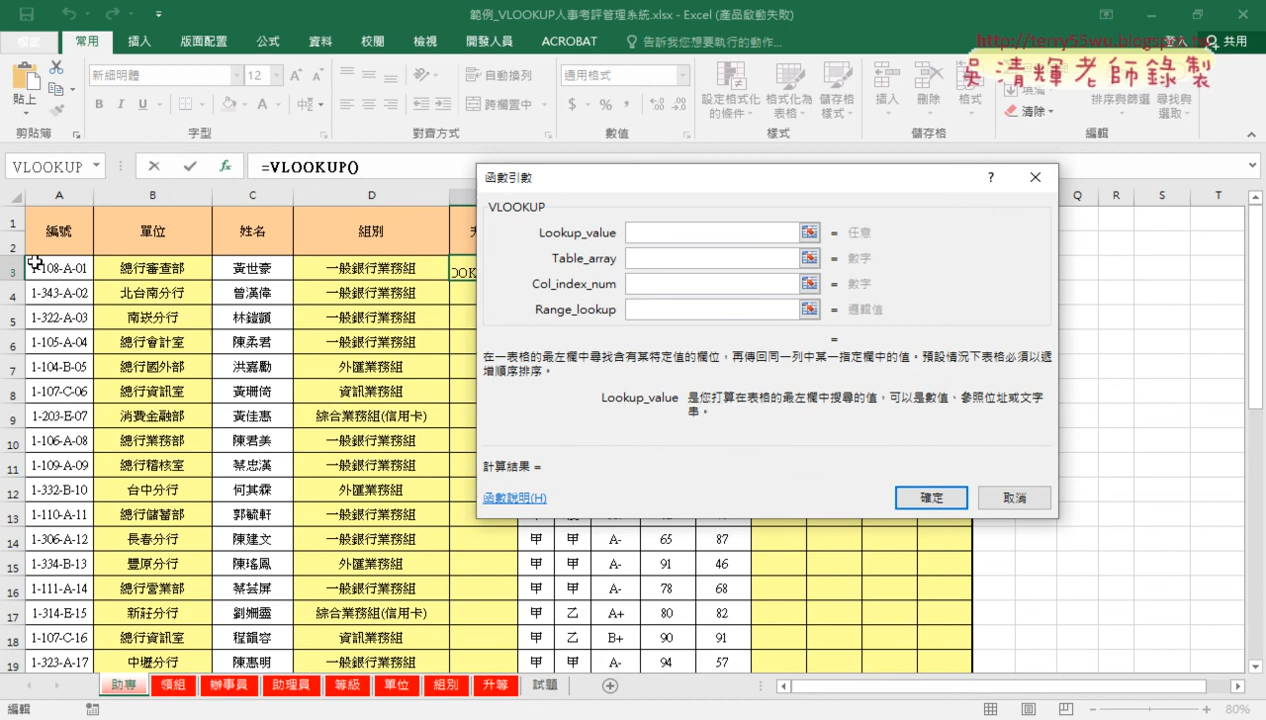 範例_VLOOKUP人事考評管理系統.xlsx - Excel (產品啟動失敗)
http://terry55wu.blogspot.tw
吳清輝老師錄製
常用 插入 版面配置 公式 資料 校閱 檢視 開發人員 ACROBAT 告訴我您想要執行的動作... 登入 共用
貼上 新細明體 12 自動換列 通用格式 設定格式化的條件 格式化為表格 儲存格樣式 插入 刪除 格式 填滿 清除 排序與篩選 尋找與選取
B I U 跨欄置中 $ %
剪貼簿 字型 對齊方式 數值 樣式 儲存格 編輯
VLOOKUP fx =VLOOKUP()
A B C D Q R S T
編號 單位 姓名 組別
1
2
3 1-108-A-01 總行審查部 黃世豪 一般銀行業務組
4 1-343-A-02 北台南分行 曾漢偉 一般銀行業務組
5 1-322-A-03 南崁分行 林鎧顗 一般銀行業務組
6 1-105-A-04 總行會計室 陳柔君 一般銀行業務組
7 1-104-B-05 總行國外部 洪嘉勵 外匯業務組
8 1-107-C-06 總行資訊室 黃珊倚 資訊業務組
9 1-203-E-07 消費金融部 黃佳惠 綜合業務組(信用卡)
10 1-106-A-08 總行業務部 陳君美 一般銀行業務組
11 1-109-A-09 總行稽核室 蔡忠漢 一般銀行業務組
12 1-332-B-10 台中分行 何其霖 外匯業務組
13 1-110-A-11 總行儲蓄部 郭毓軒 一般銀行業務組
14 1-306-A-12 長春分行 陳建文 一般銀行業務組 甲 甲 A- 65 87
15 1-334-B-13 豐原分行 陳瑤鳳 外匯業務組 甲 甲 A- 91 46
16 1-111-A-14 總行營業部 蔡芸屏 一般銀行業務組 甲 甲 A- 78 68
17 1-314-E-15 新莊分行 劉姍靈 綜合業務組(信用卡) 甲 乙 A+ 80 82
18 1-107-C-16 總行資訊室 程韻容 資訊業務組 甲 乙 B+ 90 91
19 1-323-A-17 中壢分行 陳惠明 一般銀行業務組 甲 甲 A- 94 57
函數引數
VLOOKUP
Lookup_value = 任意
Table_array = 數字
Col_index_num = 數字
Range_lookup = 邏輯值
=
在一表格的最左欄中尋找含有某特定值的欄位，再傳回同一列中某一指定欄中的值。預設情況下表格必須以遞
增順序排序。
Lookup_value 是您打算在表格的最左欄中搜尋的值，可以是數值、參照位址或文字
串。
計算結果 =
函數說明(H) 確定 取消
助專 領組 辦事員 助理員 等級 單位 組別 升等 試題
編輯 80%